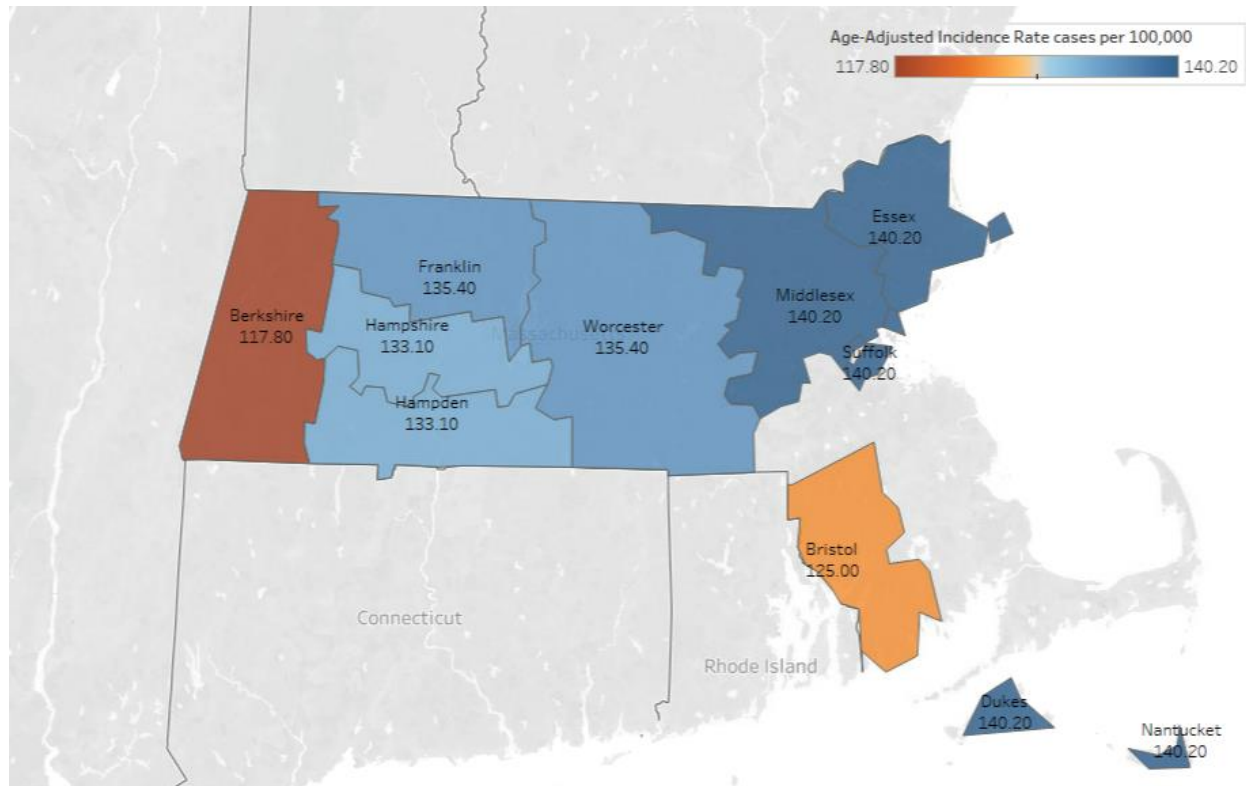 Age-Adjusted Incidence Rate cases per 100,000
117.80 140.20
Essex
140.20
Franklin
135.40
Middlesex
140.20
Berkshire
117.80
Hampshire
133.10
Worcester
135.40
Suffolk
140.20
Hampden
133.10
Bristol
125.00
Connecticut
Rhode Island
Dukes
140.20
Nantucket
140.20